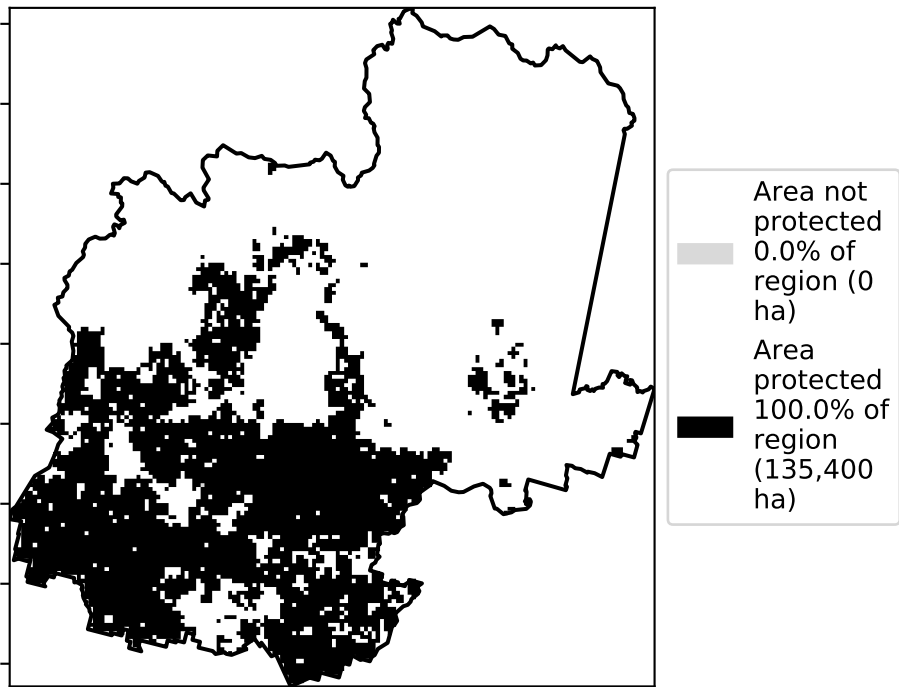 Area not
protected
0.0% of
region (0
ha)
Area
protected
100.0% of
region
(135,400
ha)